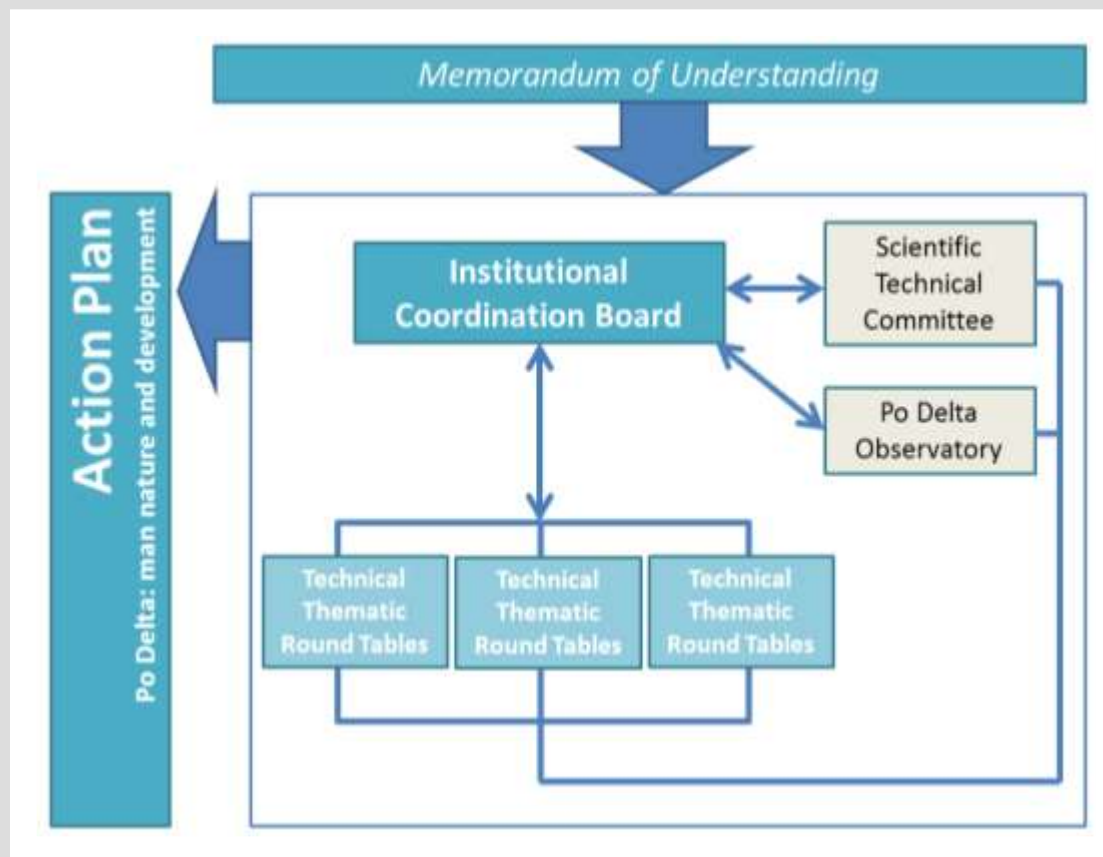 Memorandum of Understanding
Action Plan
Po Delta: man nature and development
Institutional
Coordination Board
Scientific
Technical
Committee
Po Delta
Observatory
Technical
Thematic
Round Tables
Technical
Thematic
Round Tables
Technical
Thematic
Round Tables